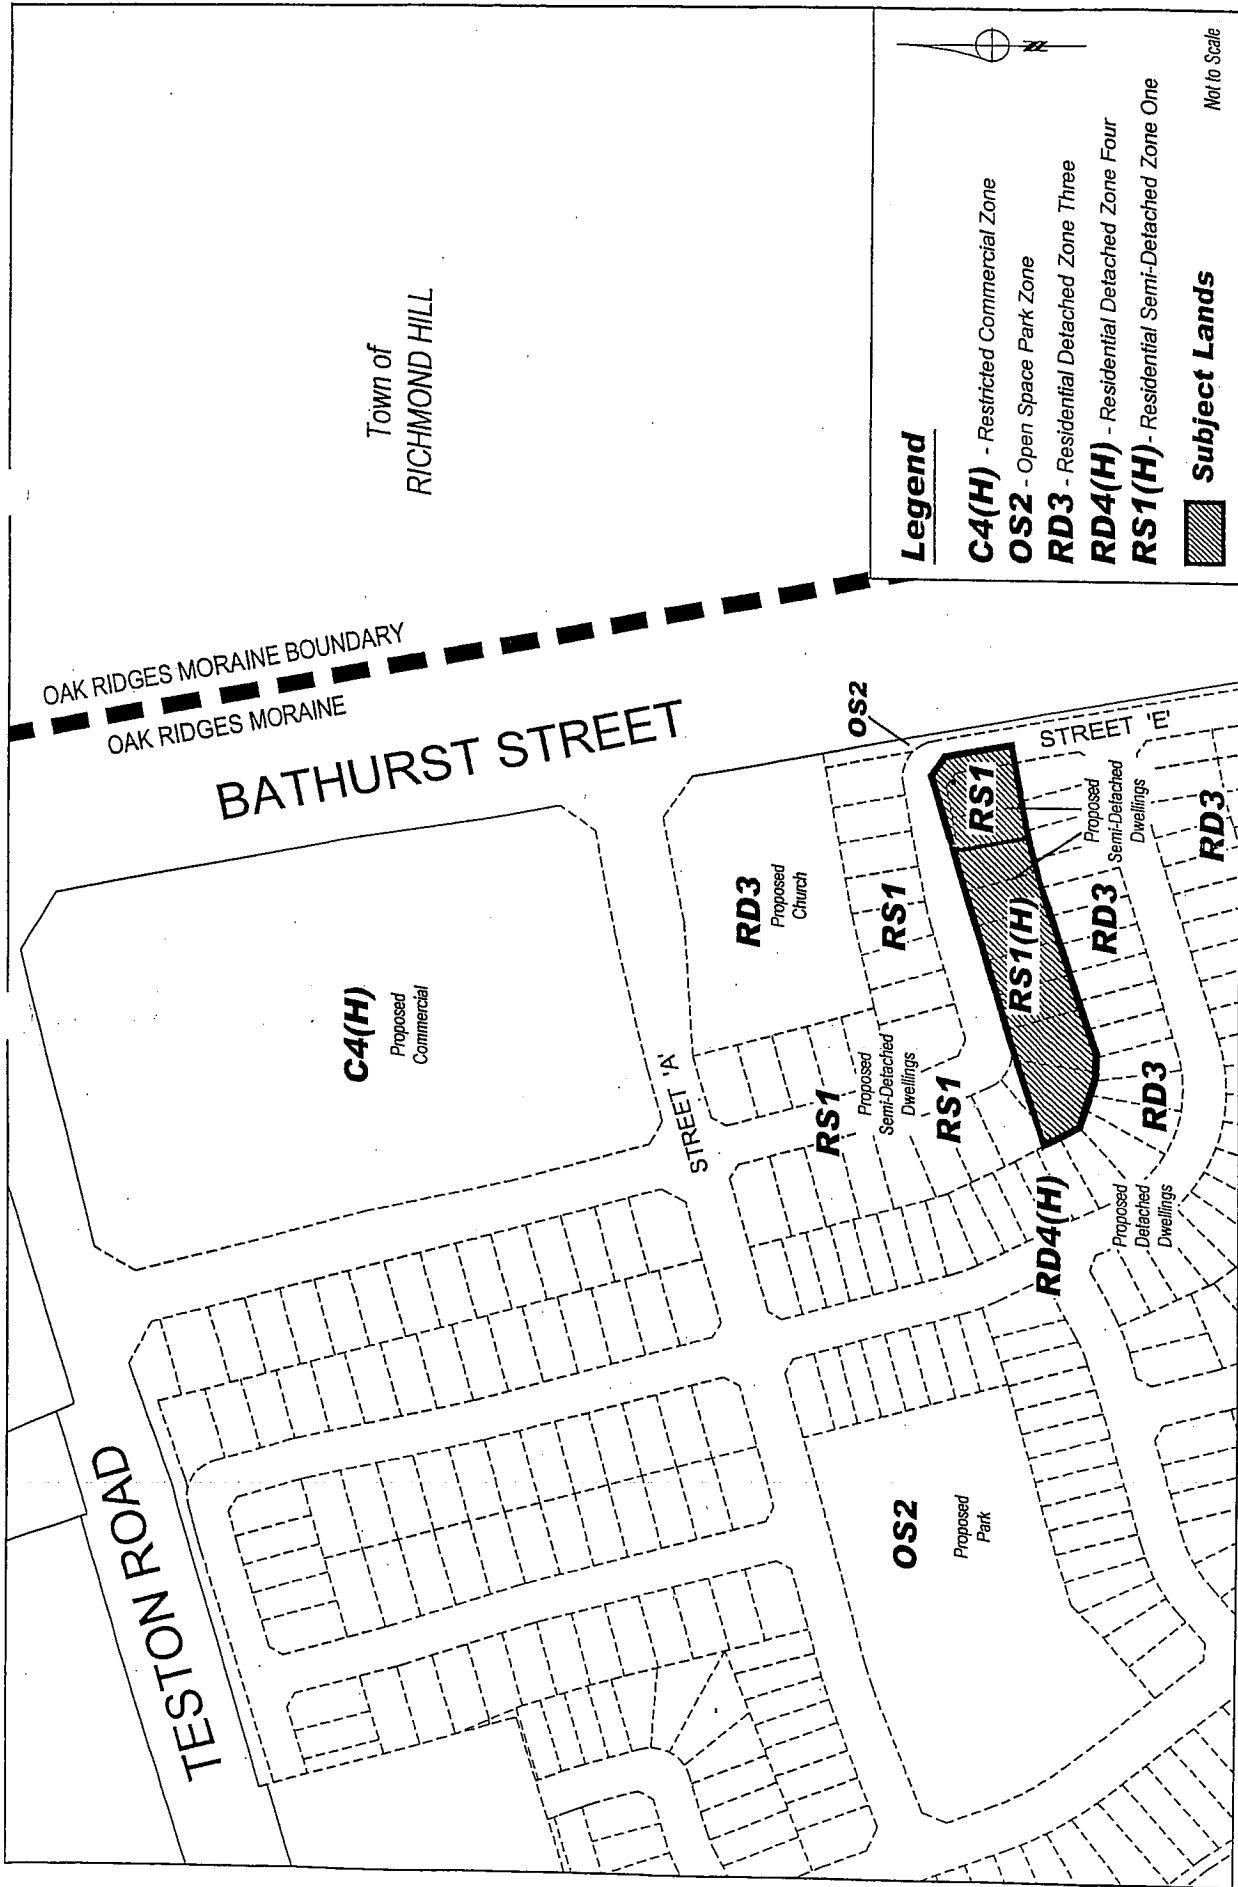 TESTON ROAD
BATHURST STREET
OAK RIDGES MORAINE BOUNDARY
OAK RIDGES MORAINE
Town of
RICHMOND HILL
C4(H)
Proposed
Commercial
STREET 'A'
RD3
Proposed
Church
RS1
RS1
Proposed
Semi-Detached
Dwellings
RS1
OS2
RS1
RS1(H)
STREET 'E'
Proposed
Semi-Detached
Dwellings
RD3
RD3
RD3
RD4(H)
Proposed
Detached
Dwellings
OS2
Proposed
Park
Legend
C4(H) - Restricted Commercial Zone
OS2 - Open Space Park Zone
RD3 - Residential Detached Zone Three
RD4(H) - Residential Detached Zone Four
RS1(H) - Residential Semi-Detached Zone One
Subject Lands
Not to Scale